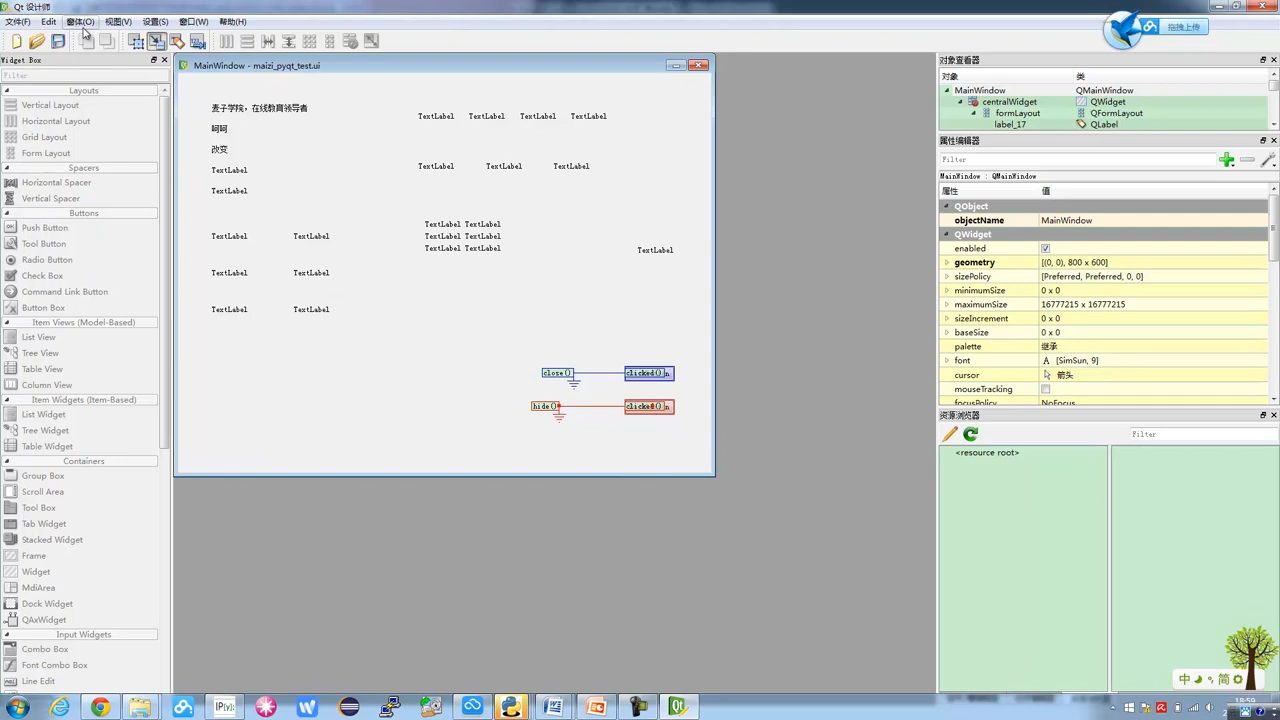 Qt 设计师
文件(F) Edit 窗体(O) 视图(V) 设置(S) 窗口(W) 帮助(H)
拖拽上传
Widget Box
Filter
Layouts
Vertical Layout
Horizontal Layout
Grid Layout
Form Layout
Spacers
Horizontal Spacer
Vertical Spacer
Buttons
Push Button
Tool Button
Radio Button
Check Box
Command Link Button
Button Box
Item Views (Model-Based)
List View
Tree View
Table View
Column View
Item Widgets (Item-Based)
List Widget
Tree Widget
Table Widget
Containers
Group Box
Scroll Area
Tool Box
Tab Widget
Stacked Widget
Frame
Widget
MdiArea
Dock Widget
QAxWidget
Input Widgets
Combo Box
Font Combo Box
Line Edit
MainWindow - maizi_pyqt_test.ui
麦子学院，在线教育领导者
呵呵
改变
TextLabel
TextLabel
TextLabel TextLabel
TextLabel TextLabel
TextLabel TextLabel
TextLabel TextLabel TextLabel TextLabel
TextLabel TextLabel TextLabel
TextLabel TextLabel
TextLabel TextLabel
TextLabel TextLabel
TextLabel
close() clicked()
hide() clicked()
对象查看器
对象 类
MainWindow QMainWindow
centralWidget QWidget
formLayout QFormLayout
label_17 QLabel
属性编辑器
Filter
MainWindow : QMainWindow
属性 值
QObject
objectName MainWindow
QWidget
enabled
geometry [(0, 0), 800 x 600]
sizePolicy [Preferred, Preferred, 0, 0]
minimumSize 0 x 0
maximumSize 16777215 x 16777215
sizeIncrement 0 x 0
baseSize 0 x 0
palette 继承
font A [SimSun, 9]
cursor 箭头
mouseTracking
focusPolicy NoFocus
资源浏览器
Filter
<resource root>
中 简
IP[y]:
18:59